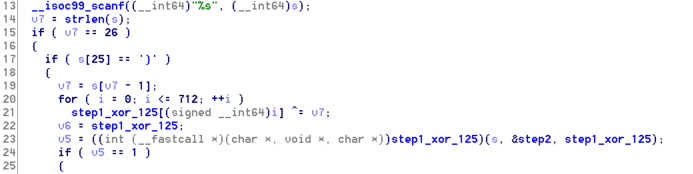 13 __isoc99_scanf((__int64)"%s", (__int64)s);
14 v7 = strlen(s);
15 if ( v7 == 26 )
16 {
17 if ( s[25] == '}' )
18 {
19 v7 = s[v7 - 1];
20 for ( i = 0; i <= 712; ++i )
21 step1_xor_125[(signed __int64)i] ^= v7;
22 v6 = step1_xor_125;
23 v5 = ((int (__fastcall *)(char *, void *, char *))step1_xor_125)(s, &step2, step1_xor_125);
24 if ( v5 == 1 )
25 {